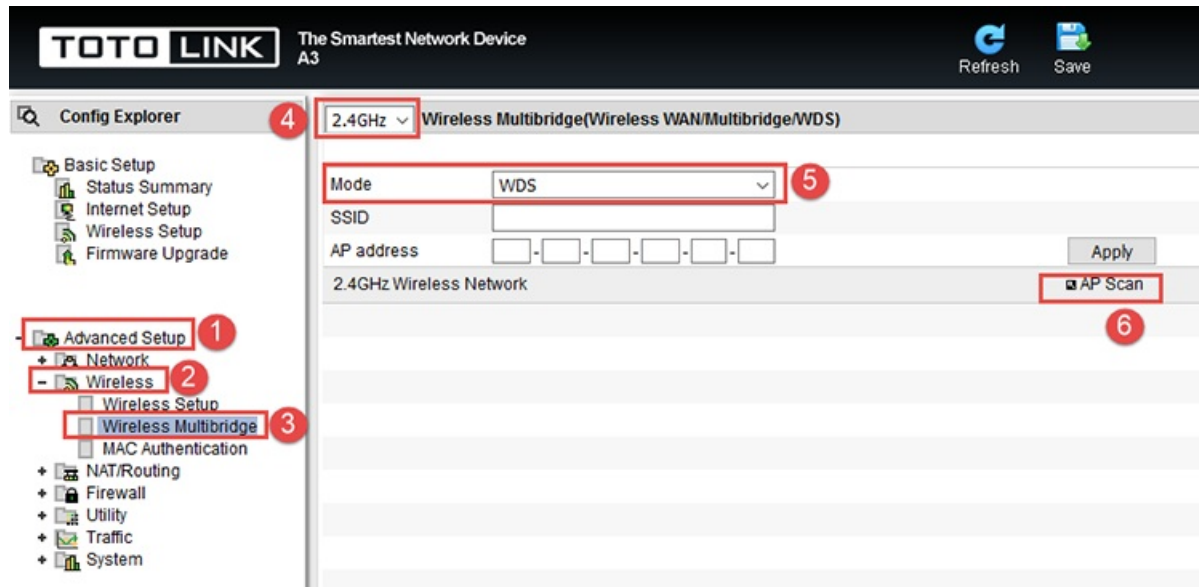 TOTO LINK The Smartest Network Device
A3
Refresh Save
Config Explorer
4 2.4GHz Wireless Multibridge(Wireless WAN/Multibridge/WDS)
Basic Setup
Status Summary
Internet Setup
Wireless Setup
Firmware Upgrade
Mode WDS 5
SSID
AP address - - - - - Apply
2.4GHz Wireless Network AP Scan
6
- Advanced Setup 1
+ Network
- Wireless 2
Wireless Setup
Wireless Multibridge 3
MAC Authentication
+ NAT/Routing
+ Firewall
+ Utility
+ Traffic
+ System